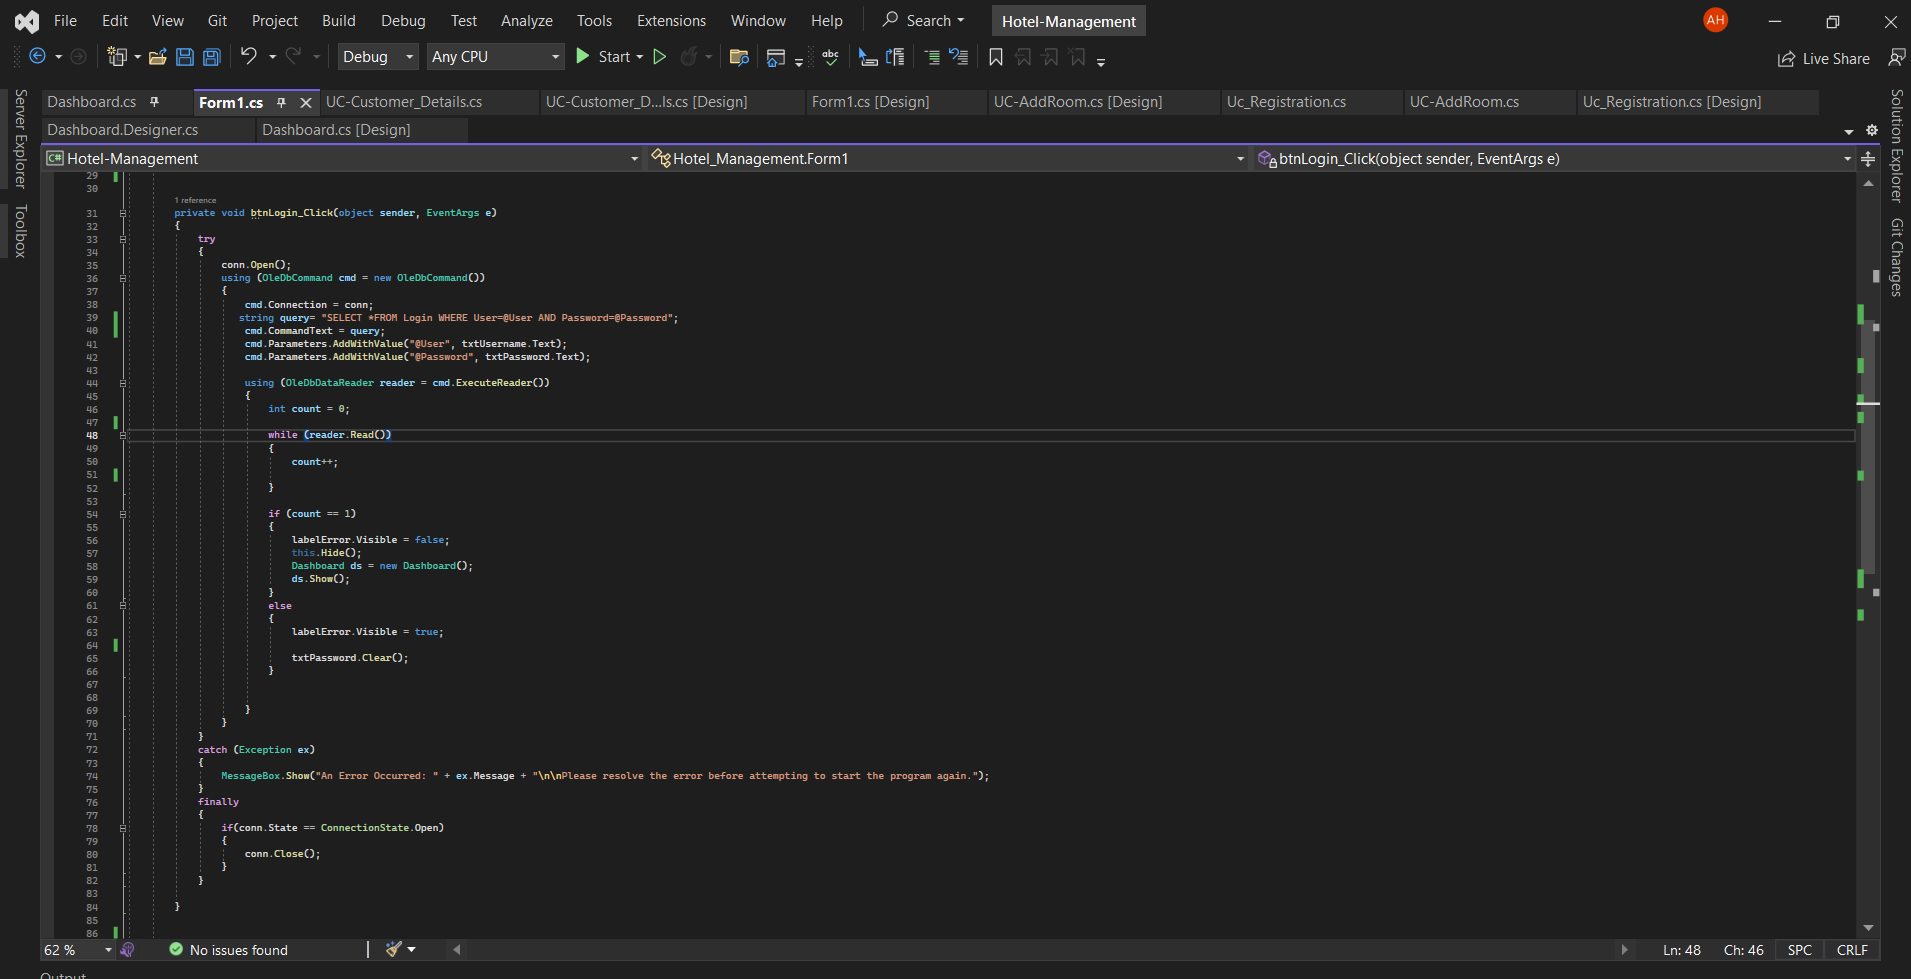 File Edit View Git Project Build Debug Test Analyze Tools Extensions Window Help Search Hotel-Management AH
Debug Any CPU Start Live Share
Dashboard.cs Form1.cs UC-Customer_Details.cs UC-Customer_D...ls.cs [Design] Form1.cs [Design] UC-AddRoom.cs [Design] Uc_Registration.cs UC-AddRoom.cs Uc_Registration.cs [Design]
Dashboard.Designer.cs Dashboard.cs [Design]
Server Explorer
Toolbox
Solution Explorer
Git Changes
C# Hotel-Management Hotel_Management.Form1 btnLogin_Click(object sender, EventArgs e)
29
30
1 reference
31 private void btnLogin_Click(object sender, EventArgs e)
32 {
33 try
34 {
35 conn.Open();
36 using (OleDbCommand cmd = new OleDbCommand())
37 {
38 cmd.Connection = conn;
39 string query= "SELECT *FROM Login WHERE User=@User AND Password=@Password";
40 cmd.CommandText = query;
41 cmd.Parameters.AddWithValue("@User", txtUsername.Text);
42 cmd.Parameters.AddWithValue("@Password", txtPassword.Text);
43
44 using (OleDbDataReader reader = cmd.ExecuteReader())
45 {
46 int count = 0;
47
48 while (reader.Read())
49 {
50 count++;
51
52 }
53
54 if (count == 1)
55 {
56 labelError.Visible = false;
57 this.Hide();
58 Dashboard ds = new Dashboard();
59 ds.Show();
60 }
61 else
62 {
63 labelError.Visible = true;
64
65 txtPassword.Clear();
66 }
67
68
69 }
70 }
71 }
72 catch (Exception ex)
73 {
74 MessageBox.Show("An Error Occurred: " + ex.Message + "\n\nPlease resolve the error before attempting to start the program again.");
75 }
76 finally
77 {
78 if(conn.State == ConnectionState.Open)
79 {
80 conn.Close();
81 }
82 }
83
84 }
85
86
62 % No issues found Ln: 48 Ch: 46 SPC CRLF
Output